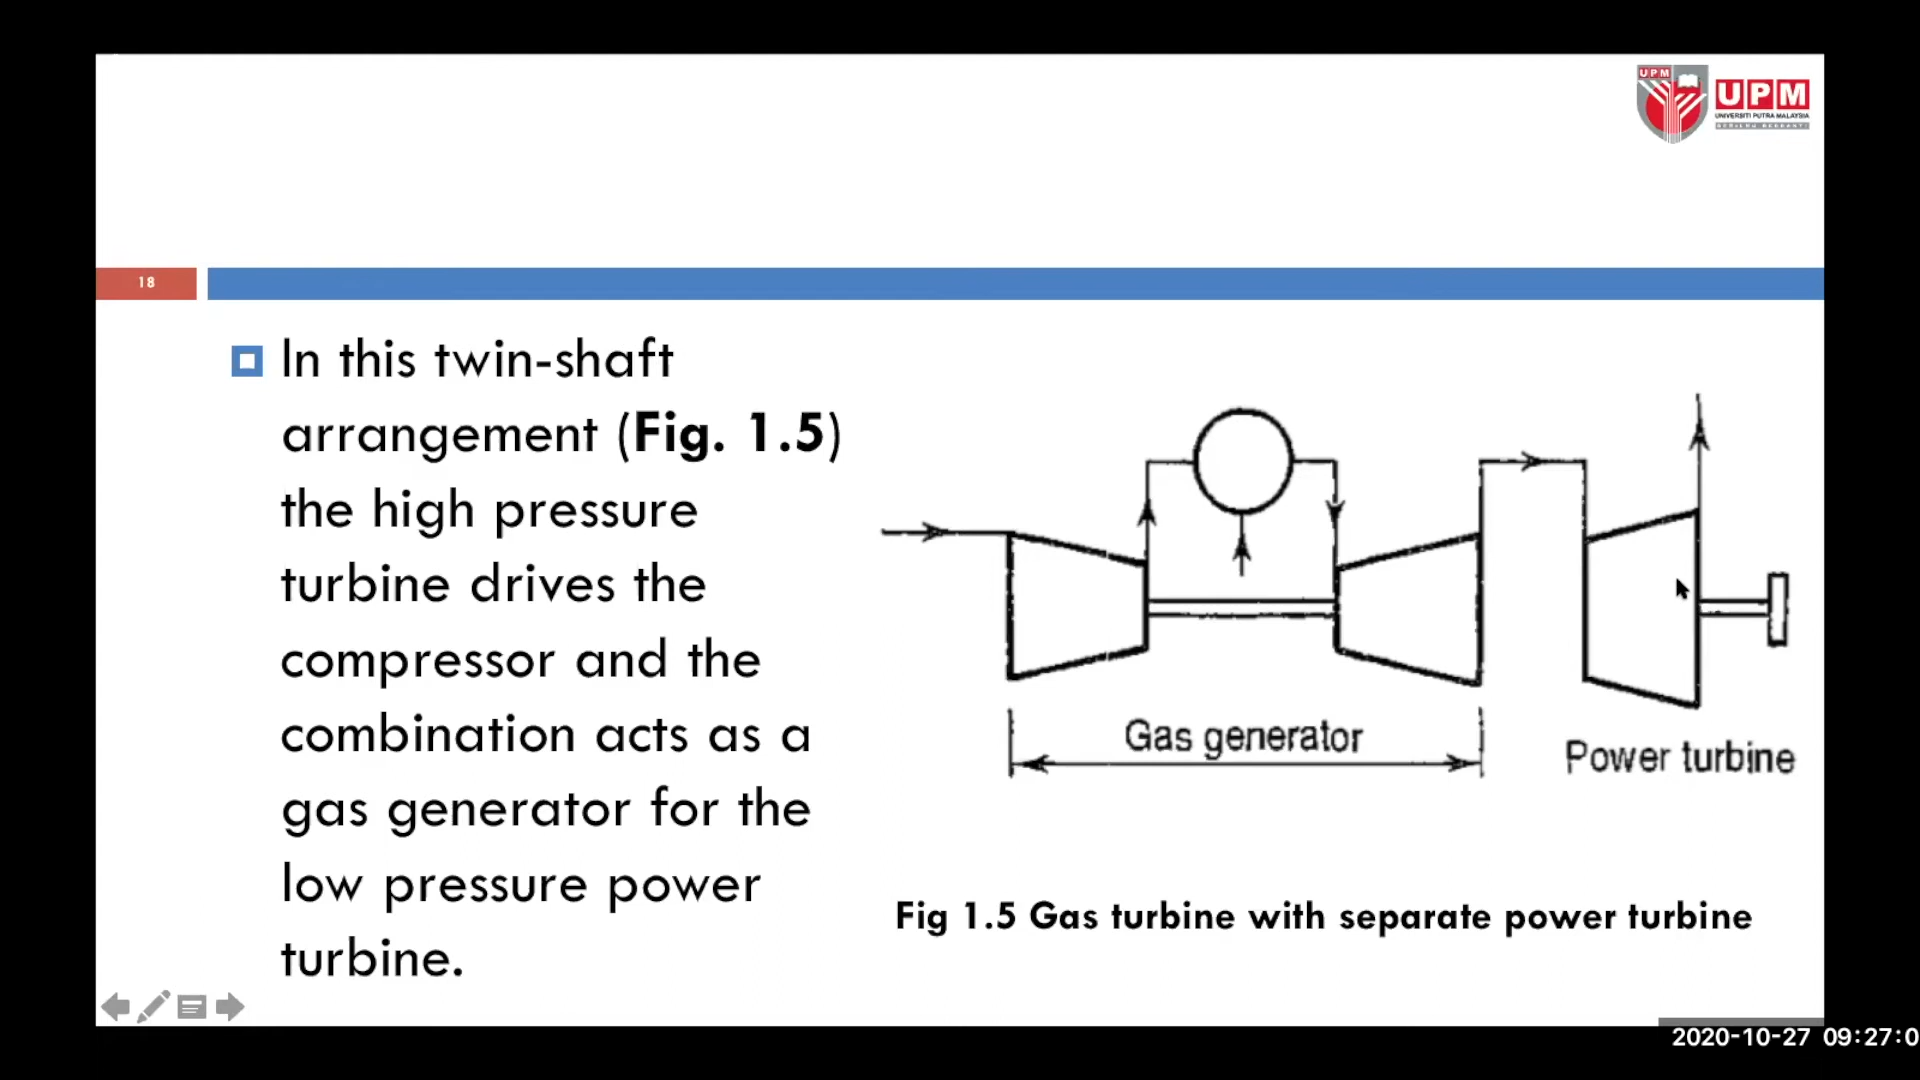 UPM
UPM
UNIVERSITI PUTRA MALAYSIA
18
In this twin-shaft
arrangement (Fig. 1.5)
the high pressure
turbine drives the
compressor and the
combination acts as a
gas generator for the
low pressure power
turbine.
Gas generator
Power turbine
Fig 1.5 Gas turbine with separate power turbine
2020-10-27 09:27:0